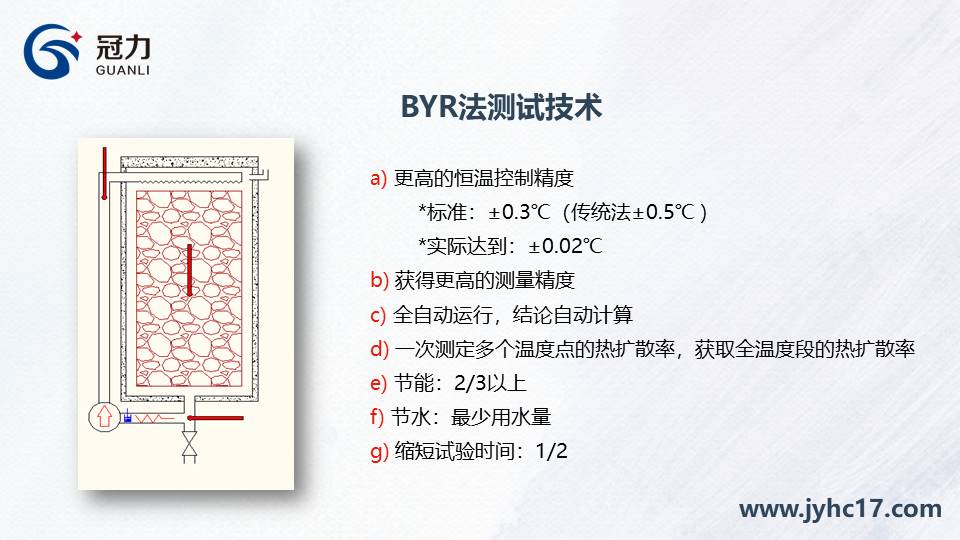 冠力
GUANLI
BYR法测试技术
a) 更高的恒温控制精度
*标准：±0.3℃（传统法±0.5℃ ）
*实际达到：±0.02℃
b) 获得更高的测量精度
c) 全自动运行，结论自动计算
d) 一次测定多个温度点的热扩散率，获取全温度段的热扩散率
e) 节能：2/3以上
f) 节水：最少用水量
g) 缩短试验时间：1/2
www.jyhc17.com